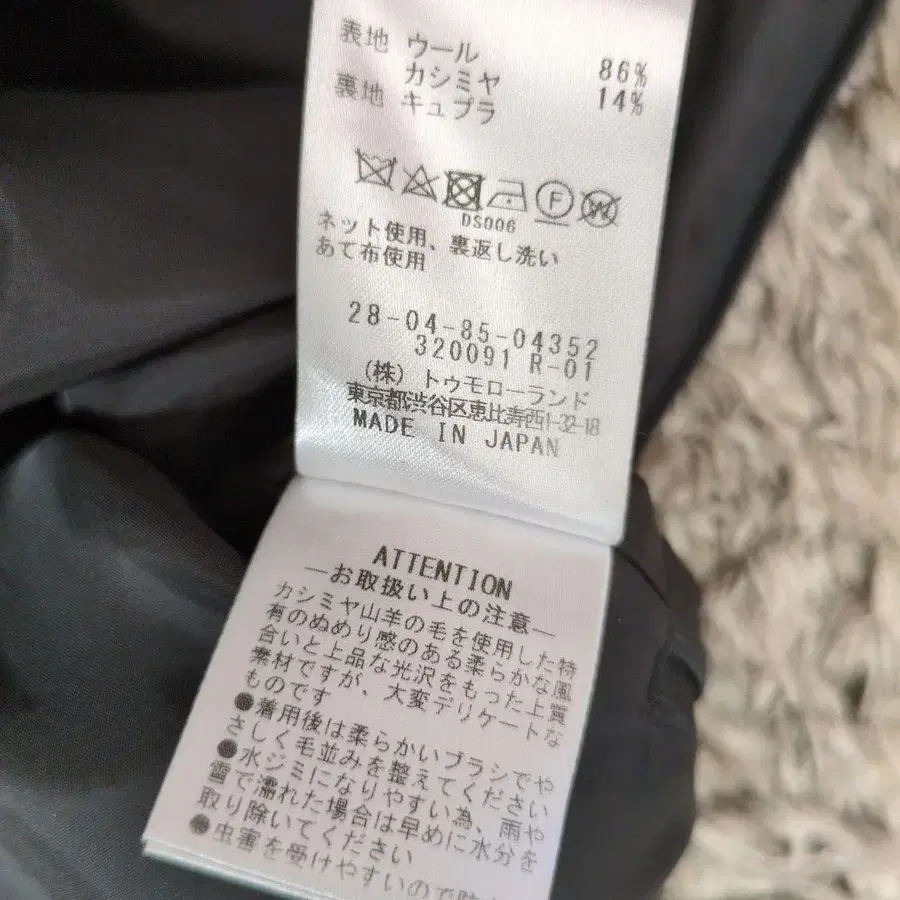 表地 ウール 86%
カシミヤ 14%
裏地 キュプラ
F W
DS006
ネット使用、裏返し洗い
あて布使用
28-04-85-04352
320091 R-01
(株) トゥモローランド
東京都渋谷区恵比寿西1-32-18
MADE IN JAPAN
ATTENTION
―お取扱い上の注意―
カシミヤ山羊の毛を使用した特
有のぬめり感のある柔らかな風
合いと上品な光沢をもった上質
素材ですが、大変デリケートな
ものです
●着用後は柔らかいブラシでや
さしく毛並みを整えてください
●水ジミになりやすい為、雨や
雪で濡れた場合は早めに水分を
取り除いてください
●虫害を受けやすいので